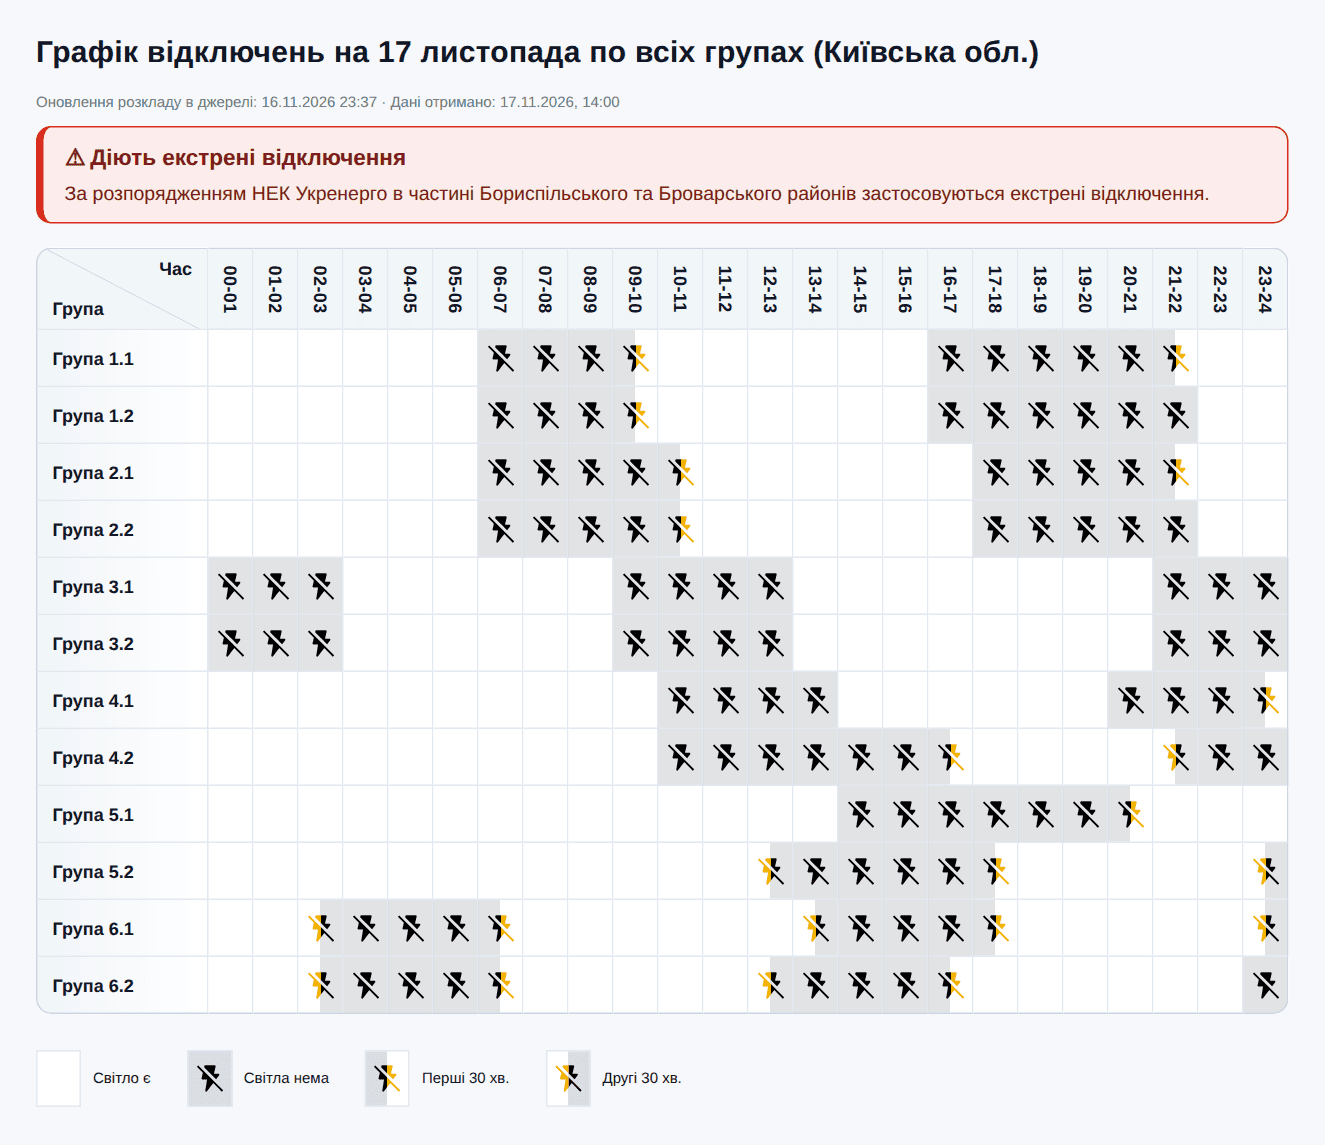 Графік відключень на 17 листопада по всіх групах (Київська обл.)
Оновлення розкладу в джерелі: 16.11.2026 23:37 · Дані отримано: 17.11.2026, 14:00
⚠ Діють екстрені відключення
За розпорядженням НЕК Укренерго в частині Бориспільського та Броварського районів застосовуються екстрені відключення.
Час
Група
00-01 01-02 02-03 03-04 04-05 05-06 06-07 07-08 08-09 09-10 10-11 11-12 12-13 13-14 14-15 15-16 16-17 17-18 18-19 19-20 20-21 21-22 22-23 23-24
Група 1.1
Група 1.2
Група 2.1
Група 2.2
Група 3.1
Група 3.2
Група 4.1
Група 4.2
Група 5.1
Група 5.2
Група 6.1
Група 6.2
Світло є Світла нема Перші 30 хв. Другі 30 хв.